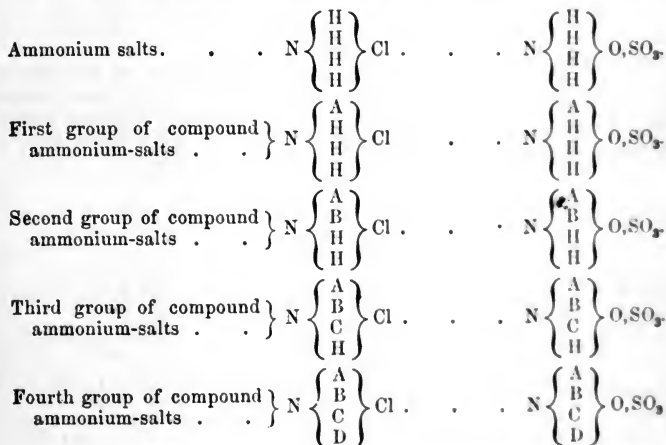 H H
H H
Ammonium salts. . . N { } Cl . . . N { } O,SO₃.
H H
H H
A A
First group of compound H H
ammonium-salts . . } N { } Cl . . . N { } O,SO₃.
H H
H H
A A
Second group of compound B B
ammonium-salts . . } N { } Cl . . . N { } O,SO₃.
H H
H H
A A
Third group of compound B B
ammonium-salts . . } N { } Cl . . . N { } O,SO₃.
C C
H H
A A
Fourth group of compound B B
ammonium-salts . . } N { } Cl . . . N { } O,SO₃
C C
D D